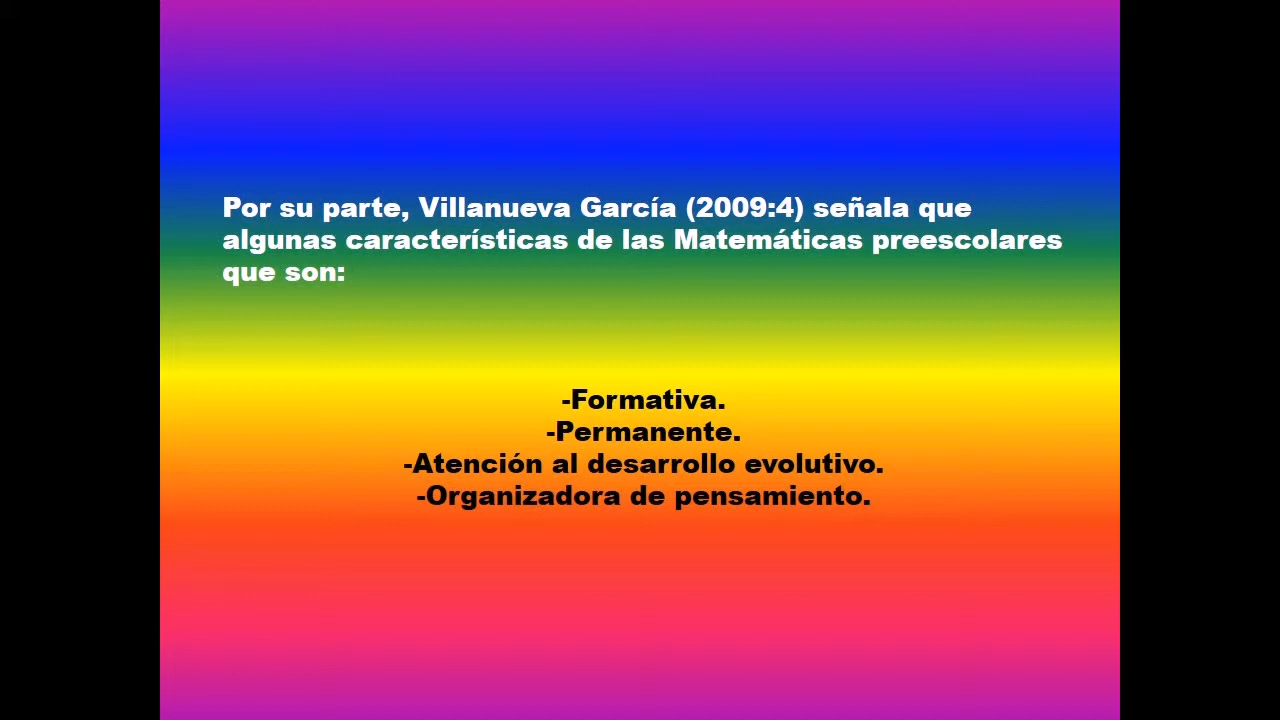 Por su parte, Villanueva García (2009:4) señala que
algunas características de las Matemáticas preescolares
que son:
-Formativa.
-Permanente.
-Atención al desarrollo evolutivo.
-Organizadora de pensamiento.